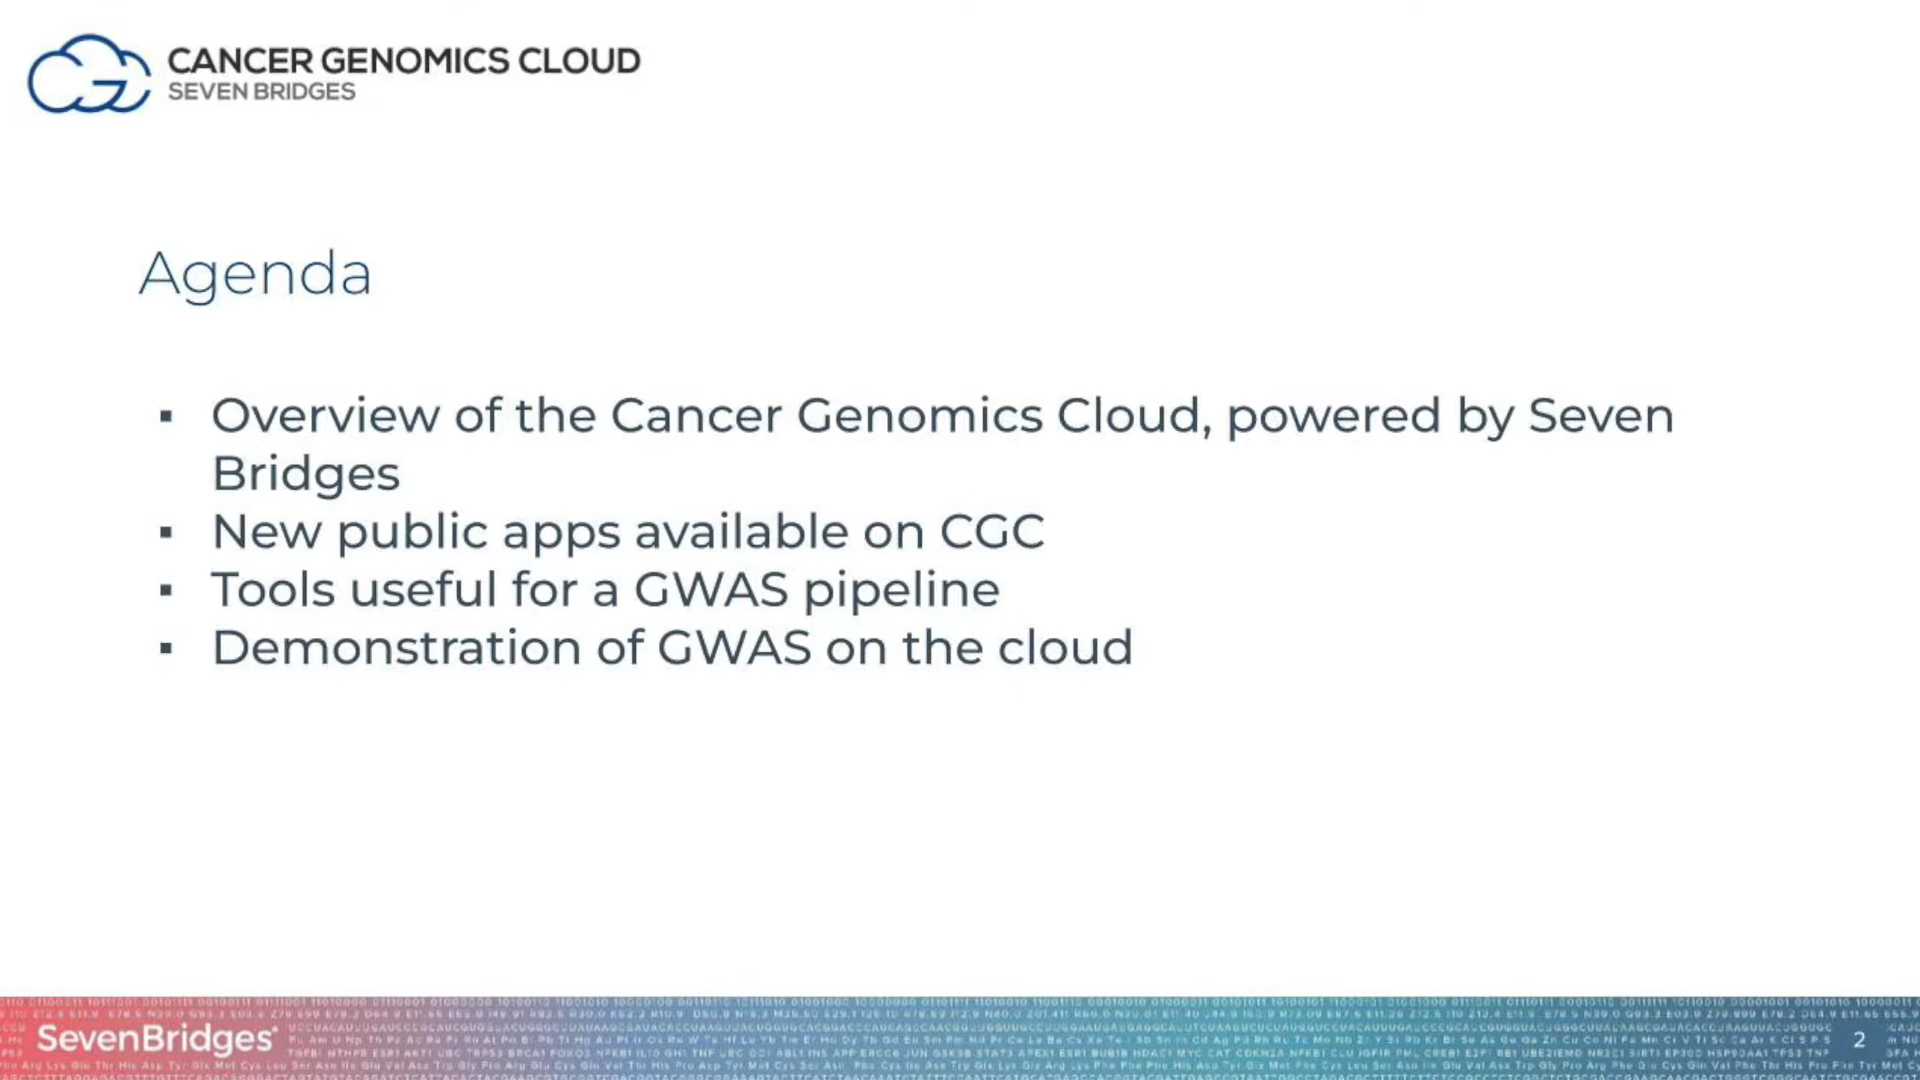 CANCER GENOMICS CLOUD
SEVEN BRIDGES
Agenda
▪ Overview of the Cancer Genomics Cloud, powered by Seven
Bridges
▪ New public apps available on CGC
▪ Tools useful for a GWAS pipeline
▪ Demonstration of GWAS on the cloud
SevenBridges
2